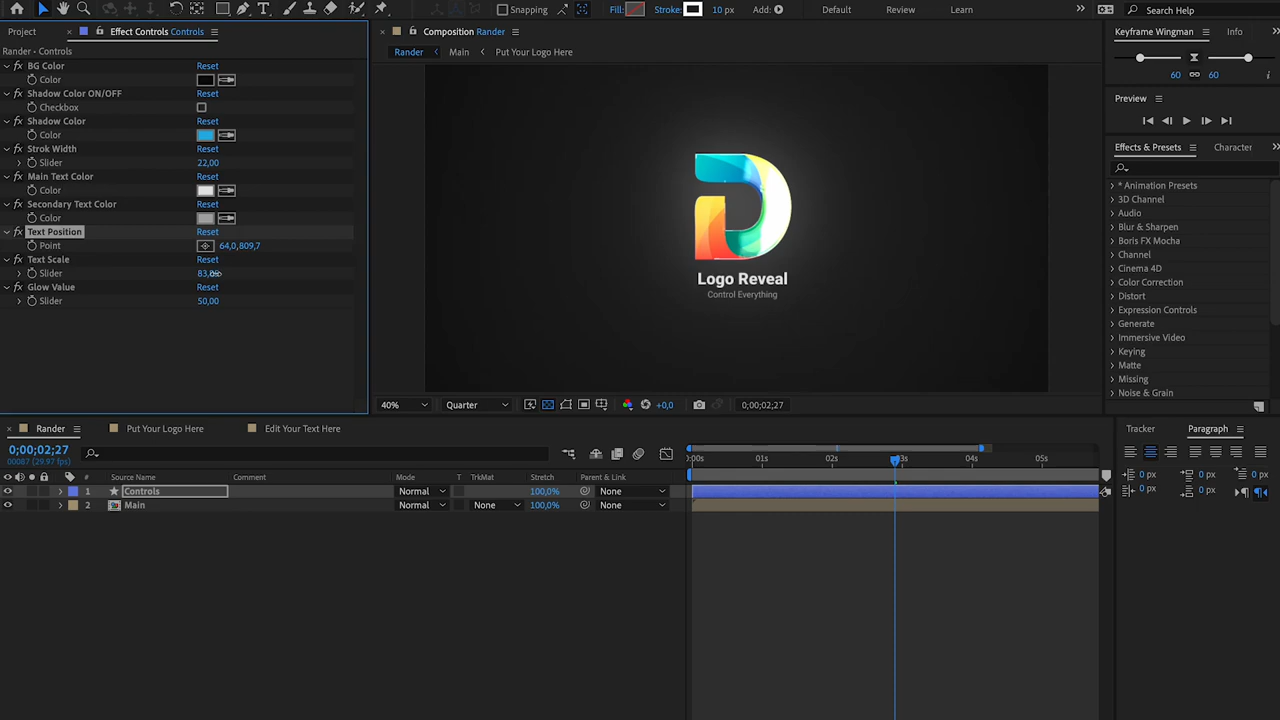 Snapping
Fill:
Stroke:
10 px
Add:
Default
Review
Learn
Search Help
Project
Effect Controls Controls
Composition Rander
Keyframe Wingman
Info
Rander • Controls
Rander
Main
Put Your Logo Here
BG Color
Reset
Color
Shadow Color ON/OFF
Reset
Checkbox
Shadow Color
Reset
Color
Strok Width
Reset
Slider
22,00
Main Text Color
Reset
Color
Secondary Text Color
Reset
Color
Text Position
Reset
Point
64,0,809,7
Text Scale
Reset
Slider
Glow Value
Reset
Slider
50,00
Logo Reveal
Control Everything
60
60
Preview
Effects & Presets
Character
* Animation Presets
3D Channel
Audio
Blur & Sharpen
Boris FX Mocha
Channel
Cinema 4D
Color Correction
Distort
Expression Controls
Generate
Immersive Video
Keying
Matte
Missing
Noise & Grain
40%
Quarter
+0,0
0;00;02;27
Rander
Put Your Logo Here
Edit Your Text Here
Tracker
Paragraph
0;00;02;27
00087 (29.97 fps)
#
Source Name
Comment
Mode
T
TrkMat
Stretch
Parent & Link
1
Controls
Normal
100,0%
None
2
Main
Normal
None
100,0%
None
01s
02s
04s
05s
0 px
0 px
0 px
0 px
0 px